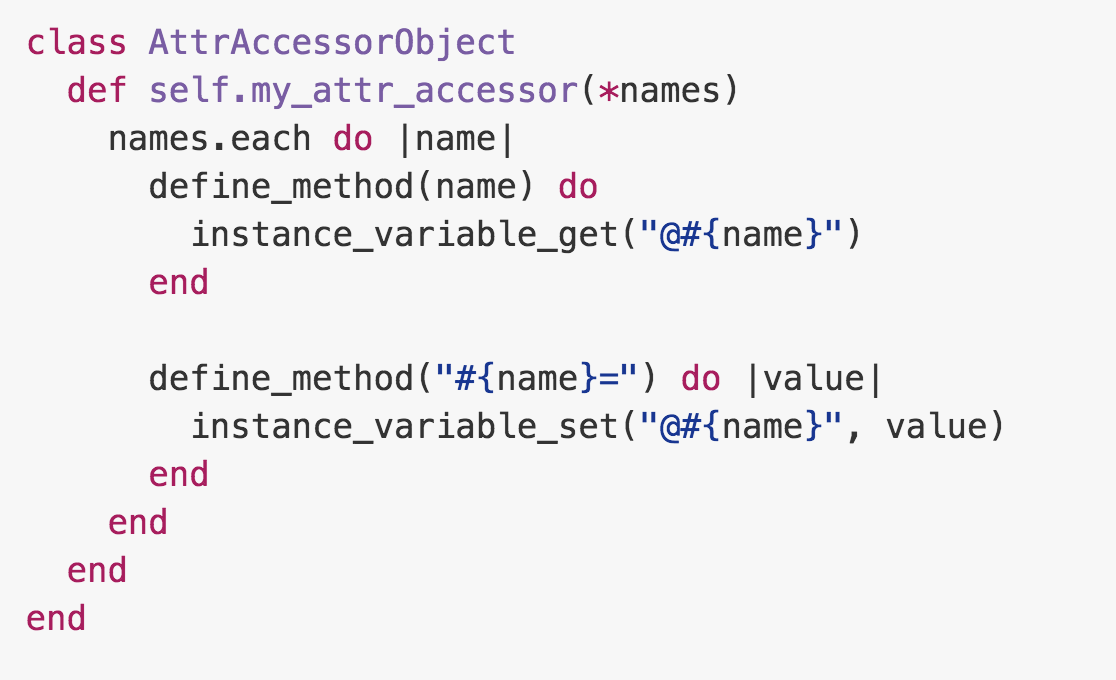 class AttrAccessorObject
  def self.my_attr_accessor(*names)
    names.each do |name|
      define_method(name) do
        instance_variable_get("@#{name}")
      end

      define_method("#{name}=") do |value|
        instance_variable_set("@#{name}", value)
      end
    end
  end
end